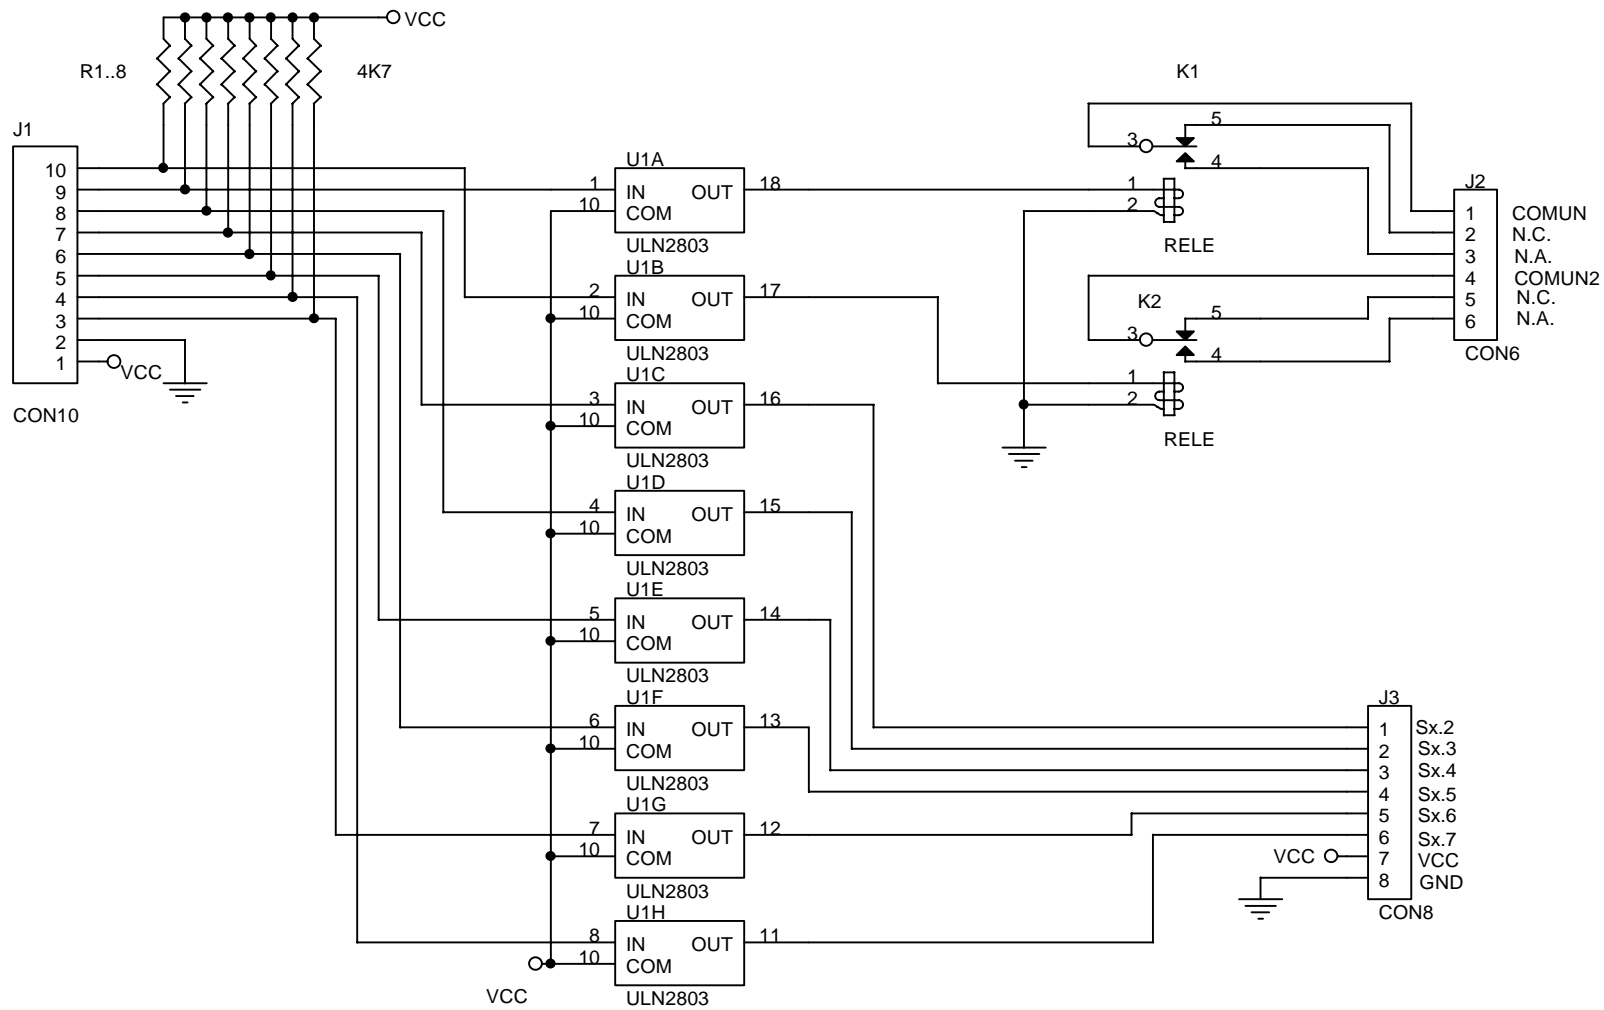 VCC
R1..8
4K7
K1
J1
10
9
8
7
6
5
4
3
2
1
VCC
CON10
U1A
1
IN
OUT
18
10
COM
ULN2803
U1B
2
IN
OUT
17
10
COM
ULN2803
U1C
3
IN
OUT
16
10
COM
ULN2803
U1D
4
IN
OUT
15
10
COM
ULN2803
U1E
5
IN
OUT
14
10
COM
ULN2803
U1F
6
IN
OUT
13
10
COM
ULN2803
U1G
7
IN
OUT
12
10
COM
ULN2803
U1H
8
IN
OUT
11
10
COM
VCC
ULN2803
5
3
4
1
2
RELE
K2
5
3
4
1
2
RELE
J2
1 COMUN
2 N.C.
3 N.A.
4 COMUN2
5 N.C.
6 N.A.
CON6
J3
1 Sx.2
2 Sx.3
3 Sx.4
4 Sx.5
5 Sx.6
6 Sx.7
VCC 7 VCC
8 GND
CON8